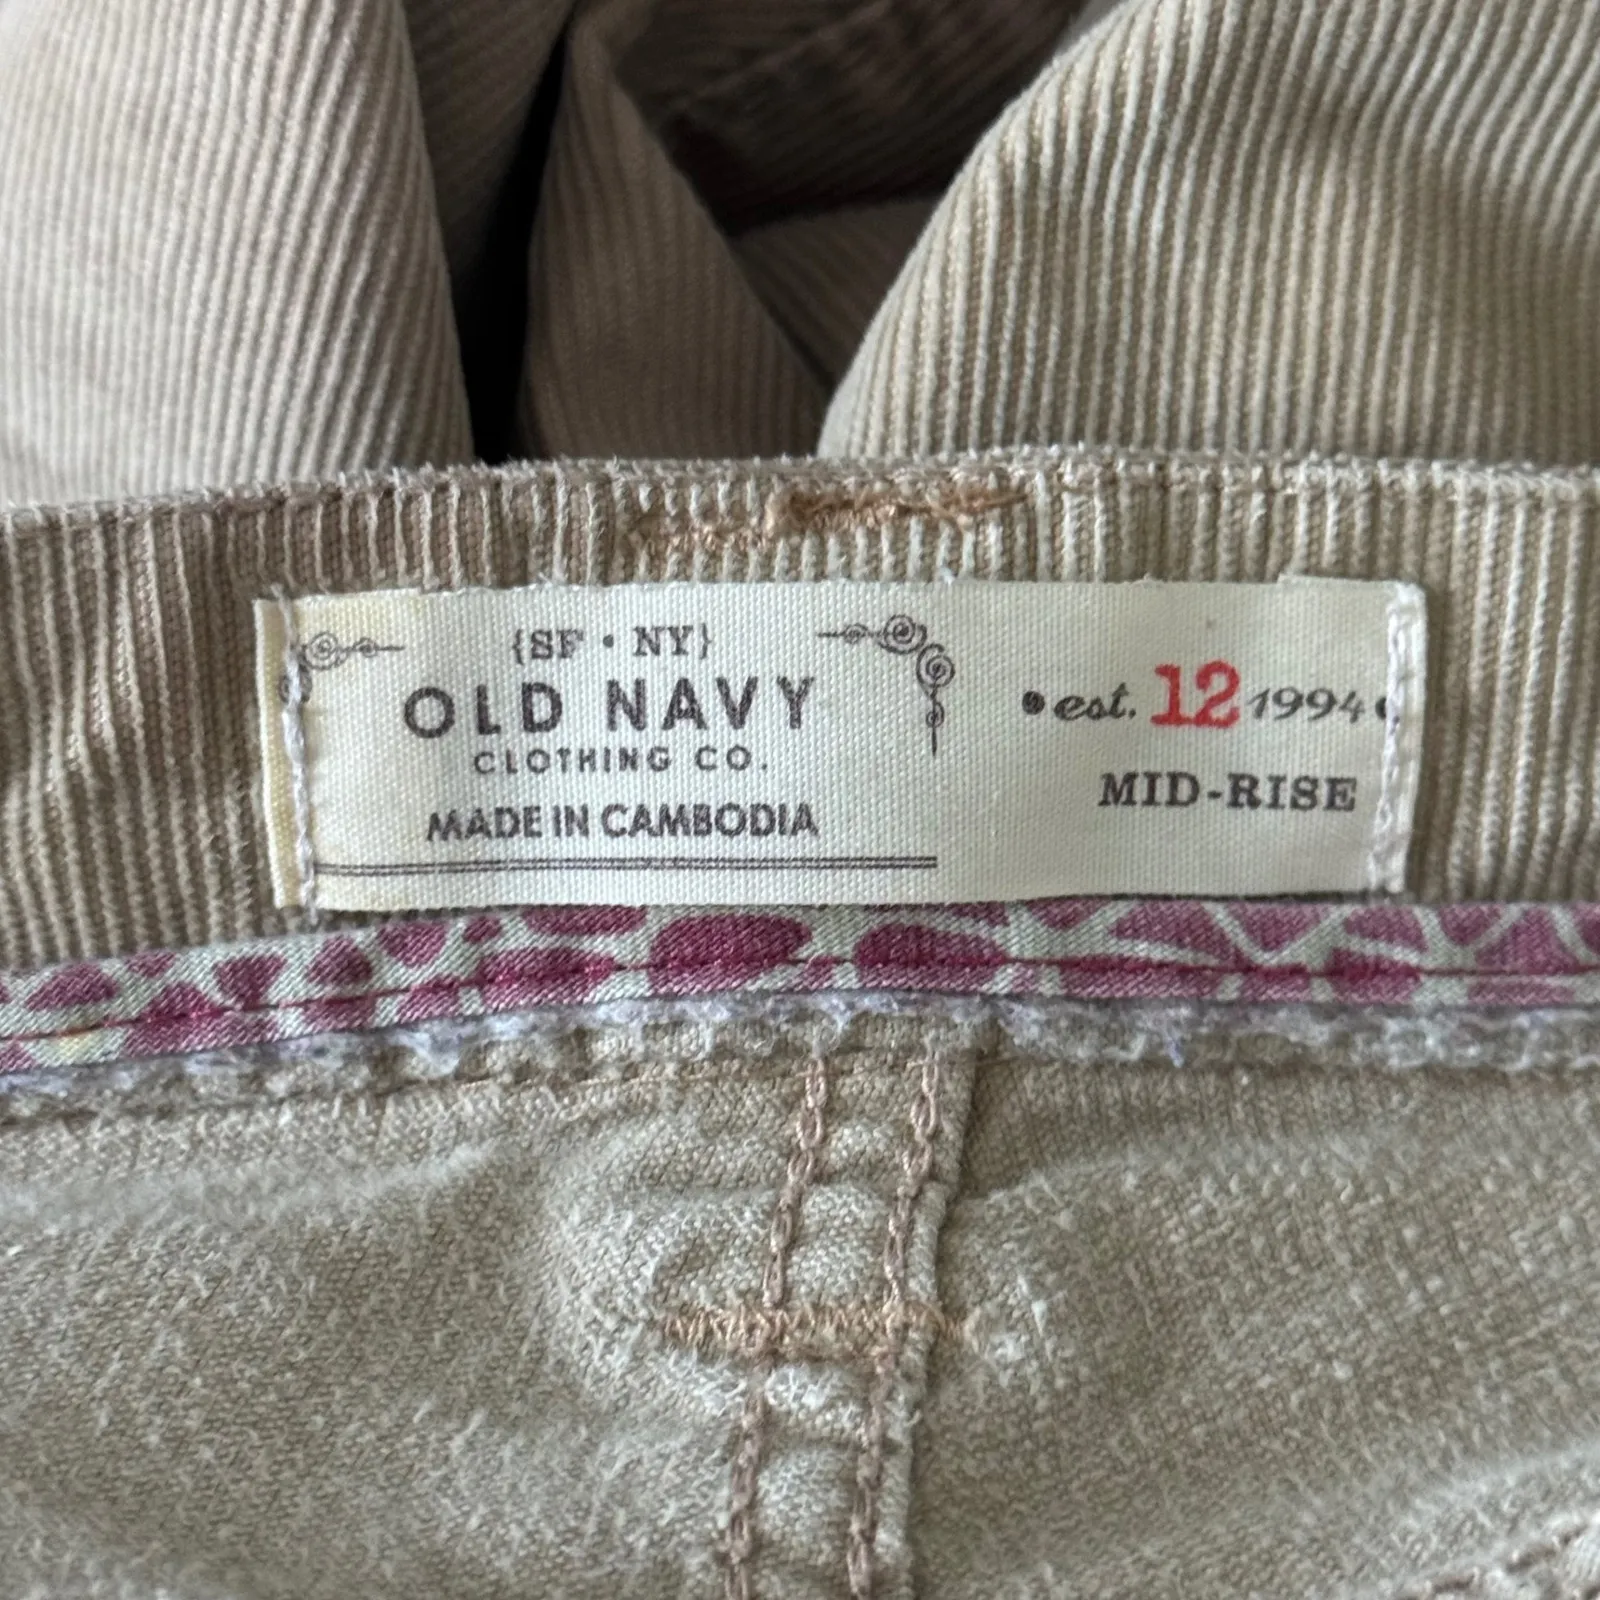 {SF • NY}
OLD NAVY
CLOTHING CO.
MADE IN CAMBODIA
•est. 12 1994•
MID-RISE